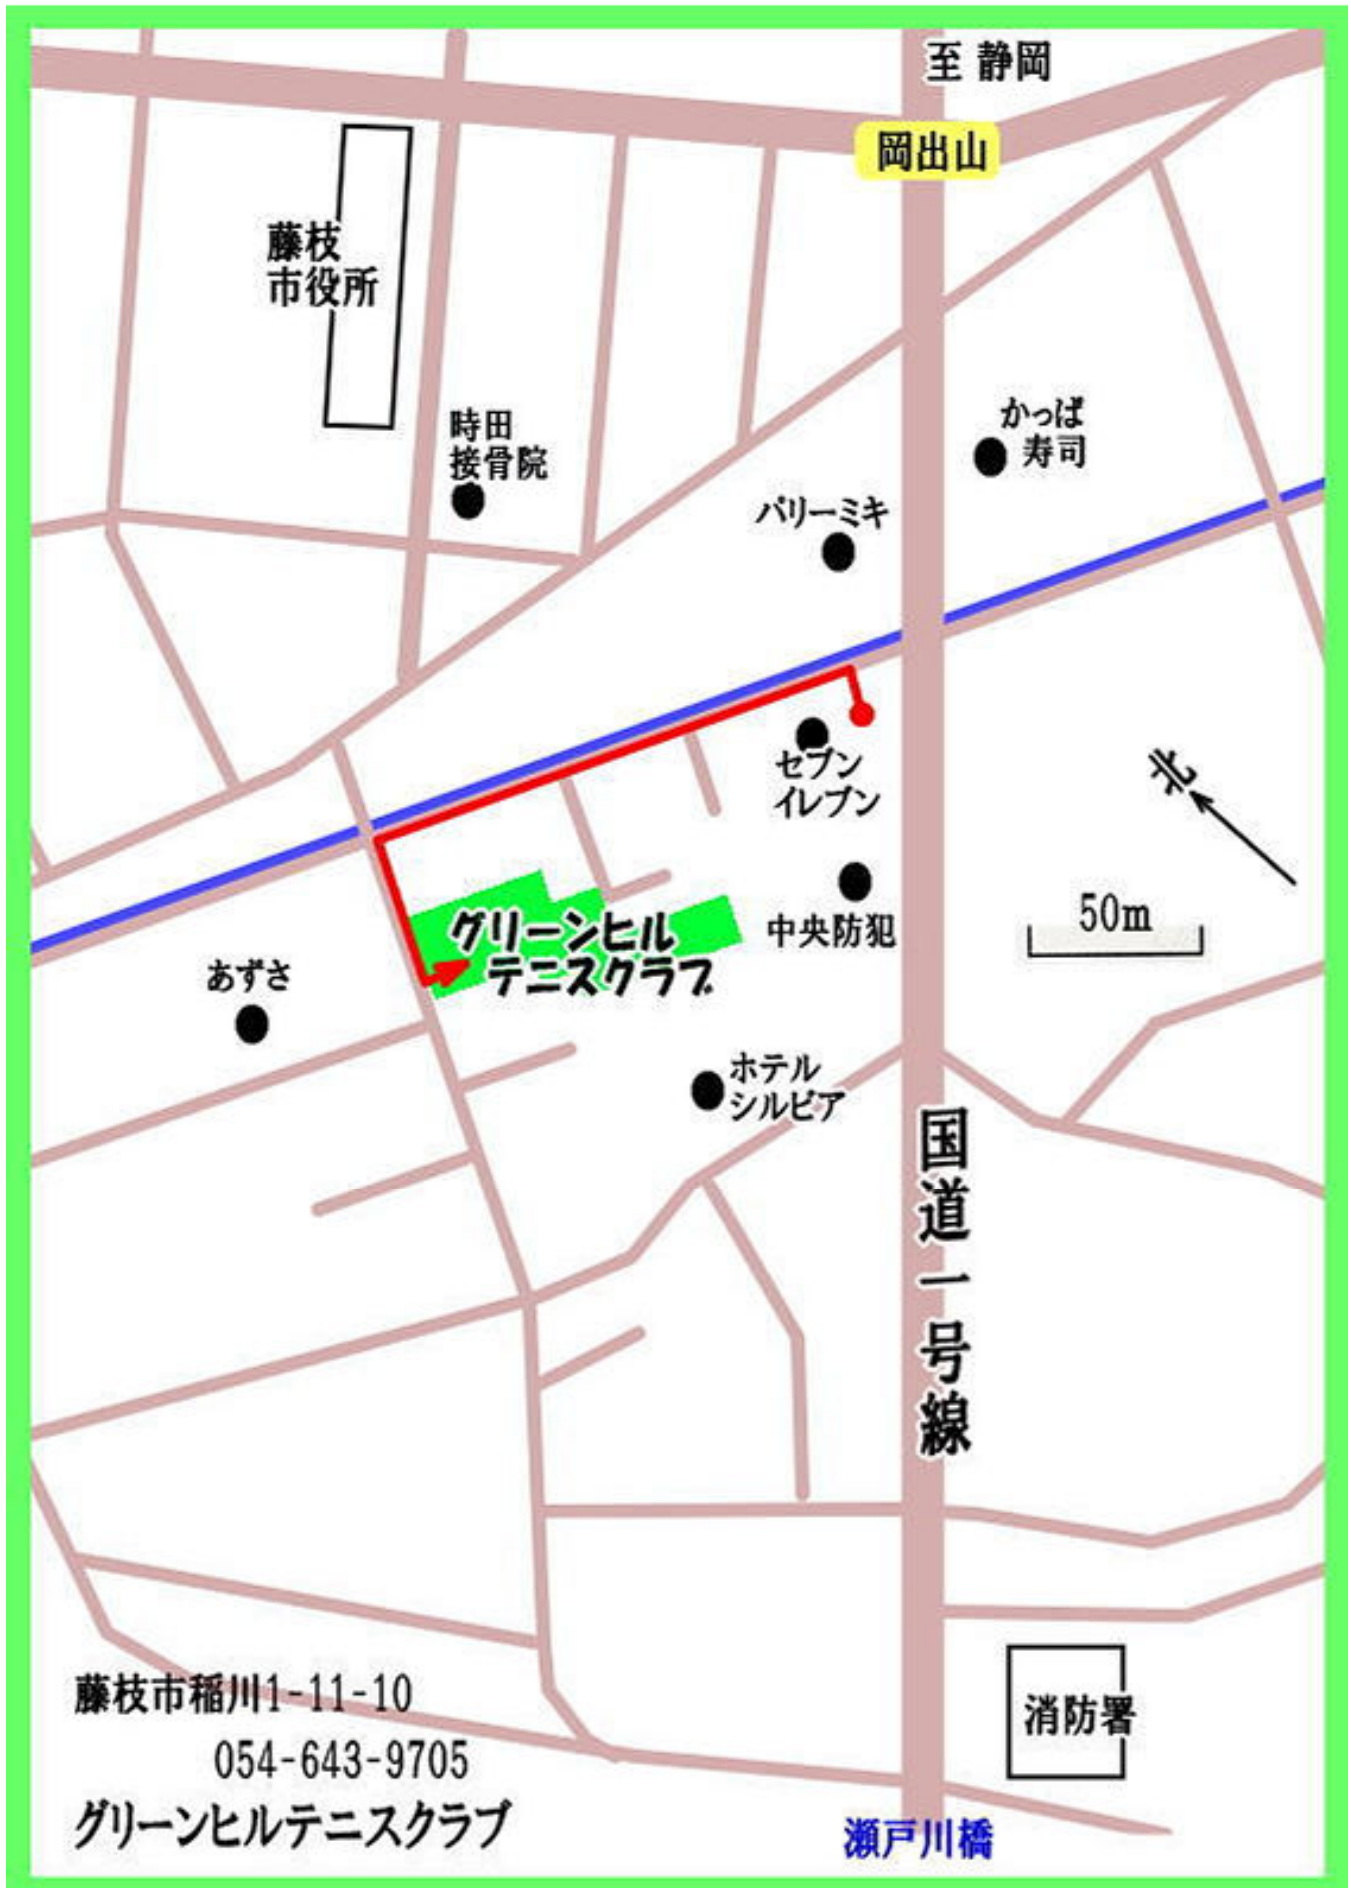 至 静岡
岡出山
藤枝
市役所
時田
接骨院
かっぱ
寿司
パリーミキ
セブン
イレブン
北
50m
中央防犯
グリーンヒル
テニスクラブ
あずさ
ホテル
シルビア
国道一号線
消防署
藤枝市稲川1-11-10
054-643-9705
グリーンヒルテニスクラブ
瀬戸川橋